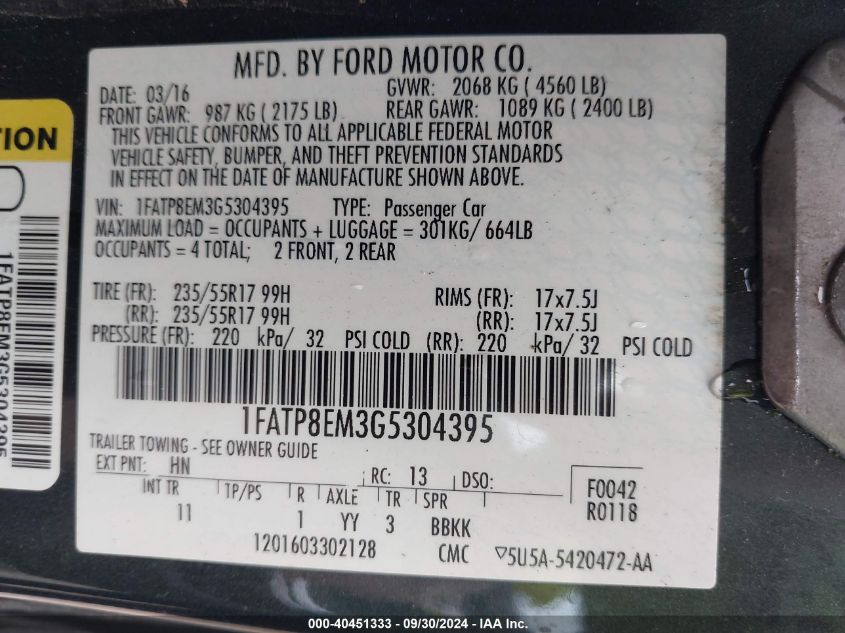 MFD. BY FORD MOTOR CO.
DATE: 03/16 GVWR: 2068 KG ( 4560 LB)
FRONT GAWR: 987 KG ( 2175 LB) REAR GAWR: 1089 KG ( 2400 LB)
THIS VEHICLE CONFORMS TO ALL APPLICABLE FEDERAL MOTOR
VEHICLE SAFETY, BUMPER, AND THEFT PREVENTION STANDARDS
IN EFFECT ON THE DATE OF MANUFACTURE SHOWN ABOVE.
VIN: 1FATP8EM3G5304395 TYPE: Passenger Car
MAXIMUM LOAD = OCCUPANTS + LUGGAGE = 301KG/ 664LB
OCCUPANTS = 4 TOTAL; 2 FRONT, 2 REAR
TIRE (FR): 235/55R17 99H RIMS (FR): 17x7.5J
(RR): 235/55R17 99H (RR): 17x7.5J
PRESSURE (FR): 220 kPa/ 32 PSI COLD (RR): 220 kPa/ 32 PSI COLD
1FATP8EM3G5304395
TRAILER TOWING - SEE OWNER GUIDE
EXT PNT: HN RC: 13 DSO:
INT TR TP/PS R AXLE TR SPR
11 1 YY 3 BBKK
F0042
R0118
1201603302128 CMC ▽5U5A-5420472-AA
TION
1FATP8EM3G5304395
000-40451333 - 09/30/2024 - IAA Inc.